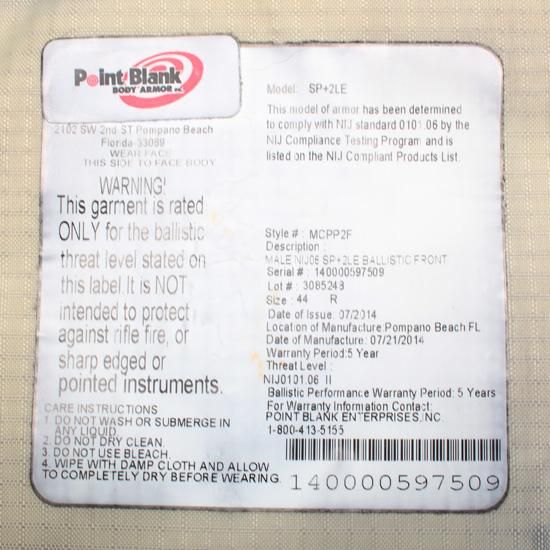 Point Blank
BODY ARMOR INC.
2102 SW 2nd ST Pompano Beach
Florida-33069
WEAR FACE
THIS SIDE TO FACE BODY
WARNING!
This garment is rated
ONLY for the ballistic
threat level stated on
this label.It is NOT
intended to protect
against rifle fire, or
sharp edged or
pointed instruments.
CARE INSTRUCTIONS
1. DO NOT WASH OR SUBMERGE IN
ANY LIQUID.
2. DO NOT DRY CLEAN.
3. DO NOT USE BLEACH.
4. WIPE WITH DAMP CLOTH AND ALLOW
TO COMPLETELY DRY BEFORE WEARING.
Model: SP+2LE
This model of armor has been determined
to comply with NIJ standard 0101.06 by the
NIJ Compliance Testing Program and is
listed on the NIJ Compliant Products List.
Style # : MCPP2F
Description :
MALE NIJ06 SP+2LE BALLISTIC FRONT
Serial # : 140000597509
Lot # : 3085243
Size : 44 R
Date of Issue: 07/2014
Location of Manufacture:Pompano Beach FL
Date of Manufacture: 07/21/2014
Warranty Period:5 Year
Threat Level :
NIJ0101.06 II
Ballistic Performance Warranty Period: 5 Years
For Warranty Information Contact:
POINT BLANK ENTERPRISES,INC.
1-800-413-5155
140000597509